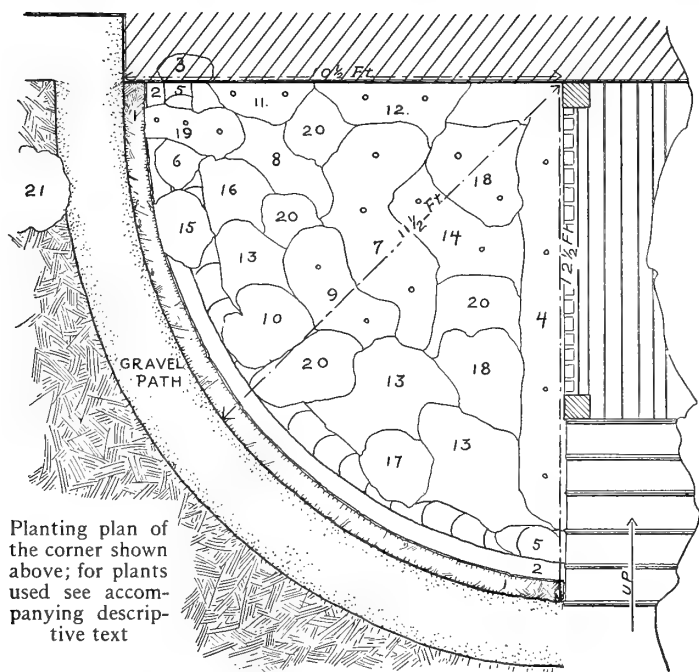 3
10½ Ft
2 5
11.
12.
1
19
20
8
6
18
16
21
11½ Ft
12½ Ft
15
20
14
7
13
9
10
20
4
GRAVEL
PATH
20
13
18
13
17
5
2
UP
Planting plan of
the corner shown
above; for plants
used see accom-
panying descrip-
tive text